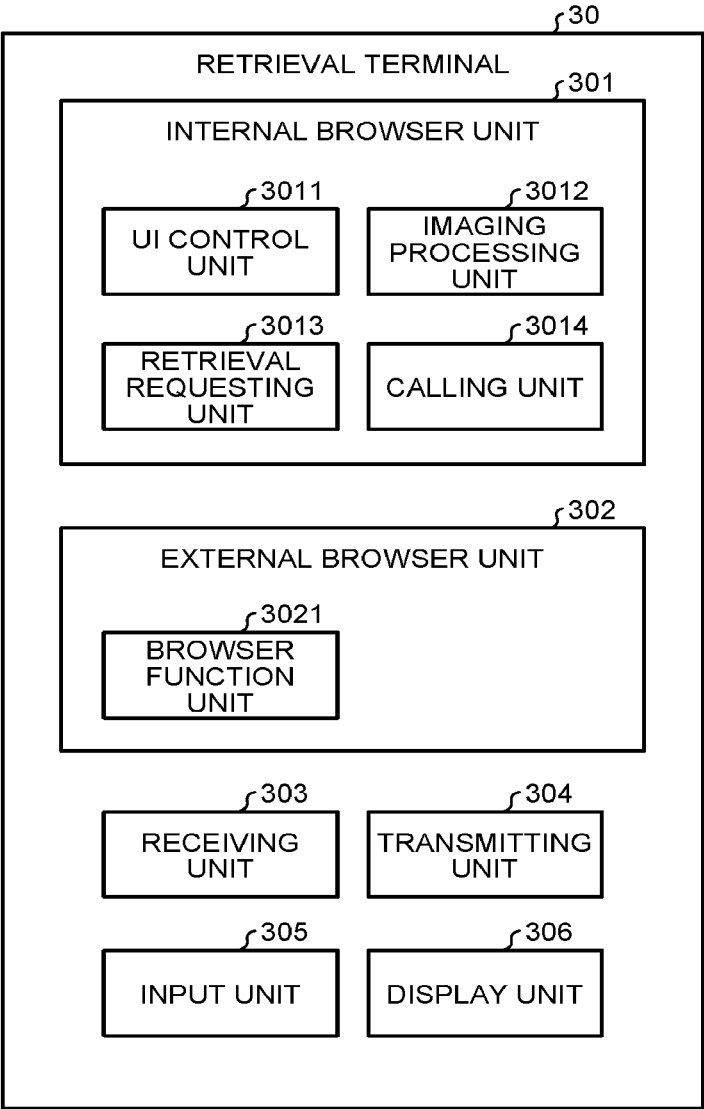 30
RETRIEVAL TERMINAL
301
INTERNAL BROWSER UNIT
3011
UI CONTROL
UNIT
3012
IMAGING
PROCESSING
UNIT
3013
RETRIEVAL
REQUESTING
UNIT
3014
CALLING UNIT
302
EXTERNAL BROWSER UNIT
3021
BROWSER
FUNCTION
UNIT
303
RECEIVING
UNIT
304
TRANSMITTING
UNIT
305
INPUT UNIT
306
DISPLAY UNIT